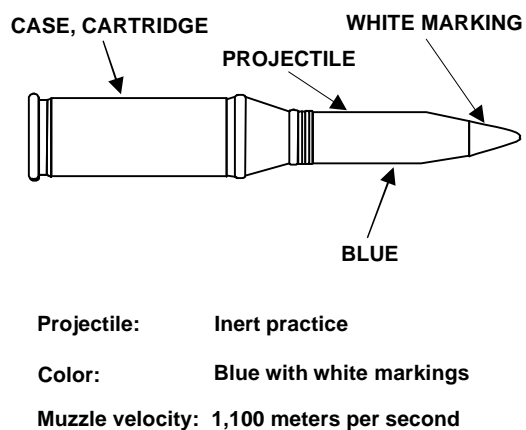 CASE, CARTRIDGE
WHITE MARKING
PROJECTILE
BLUE
Projectile: Inert practice
Color: Blue with white markings
Muzzle velocity: 1,100 meters per second